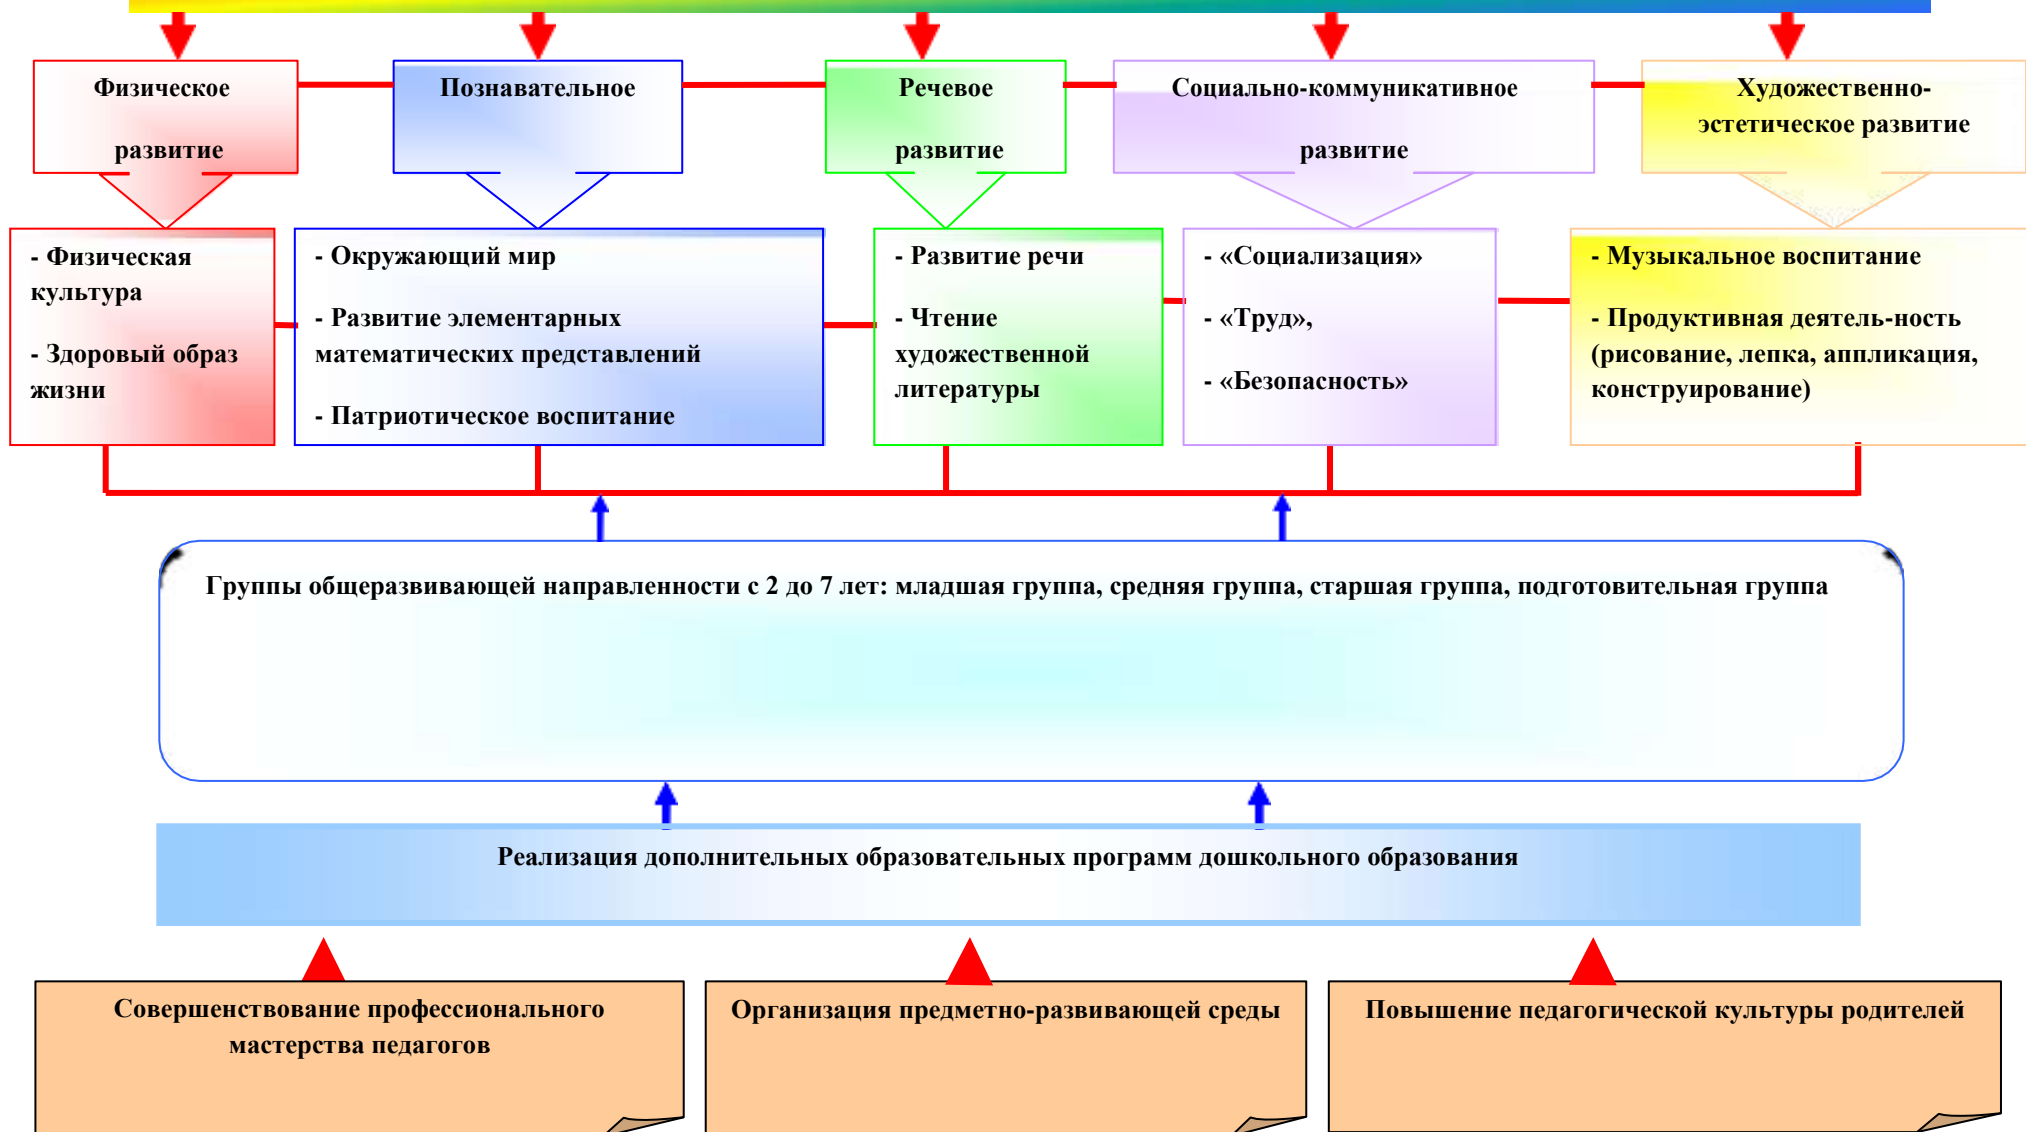 Физическое
развитие
Познавательное
Речевое
развитие
Социально-коммуникативное
развитие
Художественно-
эстетическое развитие
- Физическая
культура
- Здоровый образ
жизни
- Окружающий мир
- Развитие элементарных
математических представлений
- Патриотическое воспитание
- Развитие речи
- Чтение
художественной
литературы
- «Социализация»
- «Труд»,
- «Безопасность»
- Музыкальное воспитание
- Продуктивная деятель-ность
(рисование, лепка, аппликация,
конструирование)
Группы общеразвивающей направленности с 2 до 7 лет: младшая группа, средняя группа, старшая группа, подготовительная группа
Реализация дополнительных образовательных программ дошкольного образования
Совершенствование профессионального
мастерства педагогов
Организация предметно-развивающей среды
Повышение педагогической культуры родителей